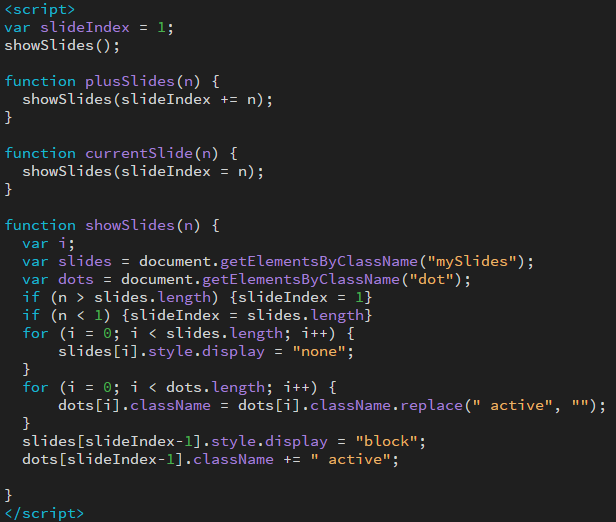 <script>
var slideIndex = 1;
showSlides();

function plusSlides(n) {
  showSlides(slideIndex += n);
}

function currentSlide(n) {
  showSlides(slideIndex = n);
}

function showSlides(n) {
  var i;
  var slides = document.getElementsByClassName("mySlides");
  var dots = document.getElementsByClassName("dot");
  if (n > slides.length) {slideIndex = 1}
  if (n < 1) {slideIndex = slides.length}
  for (i = 0; i < slides.length; i++) {
      slides[i].style.display = "none";
  }
  for (i = 0; i < dots.length; i++) {
      dots[i].className = dots[i].className.replace(" active", "");
  }
  slides[slideIndex-1].style.display = "block";
  dots[slideIndex-1].className += " active";

}
</script>